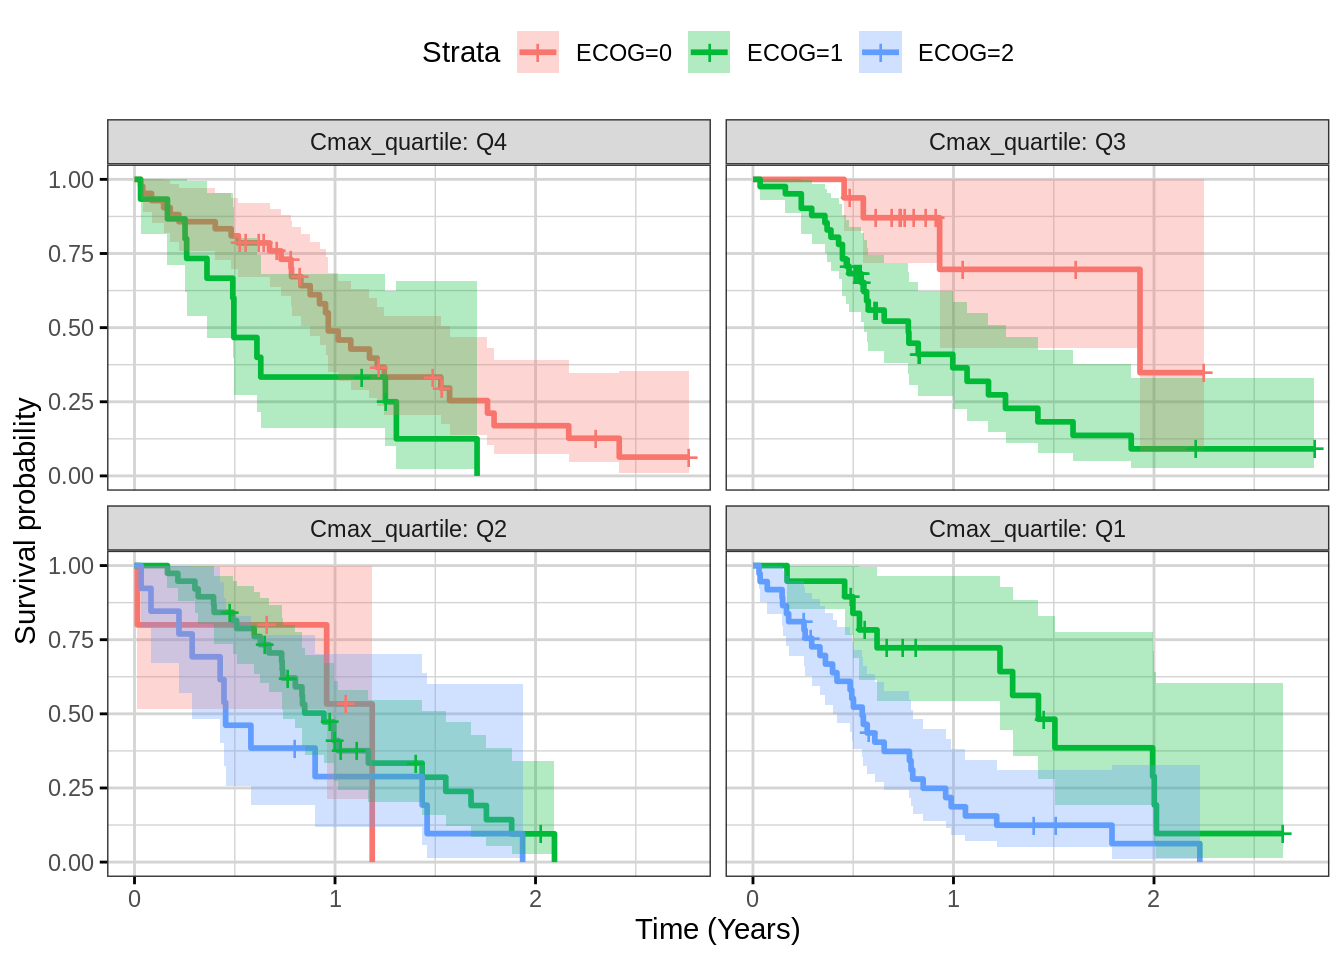 Strata ECOG=0 ECOG=1 ECOG=2
Cmax_quartile: Q4 Cmax_quartile: Q3
1.00
0.75
0.50
0.25
0.00
Survival probability
Cmax_quartile: Q2 Cmax_quartile: Q1
1.00
0.75
0.50
0.25
0.00
0 1 2 0 1 2
Time (Years)